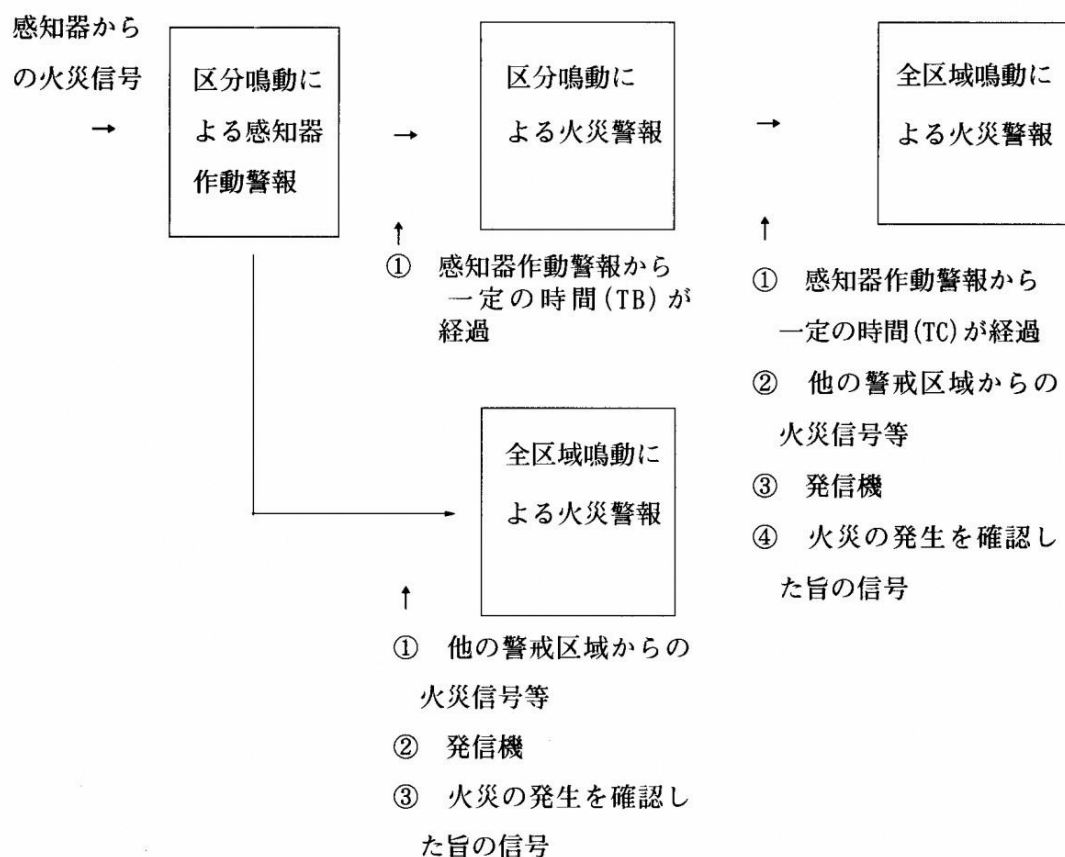 感知器から
の火災信号
→
区分鳴動に
よる感知器
作動警報
→
区分鳴動に
よる火災警報
→
全区域鳴動に
よる火災警報
↑
① 感知器作動警報から
一定の時間(TB)が
経過
↑
① 感知器作動警報から
一定の時間(TC)が経過
② 他の警戒区域からの
火災信号等
③ 発信機
④ 火災の発生を確認し
た旨の信号
全区域鳴動に
よる火災警報
↑
① 他の警戒区域からの
火災信号等
② 発信機
③ 火災の発生を確認し
た旨の信号